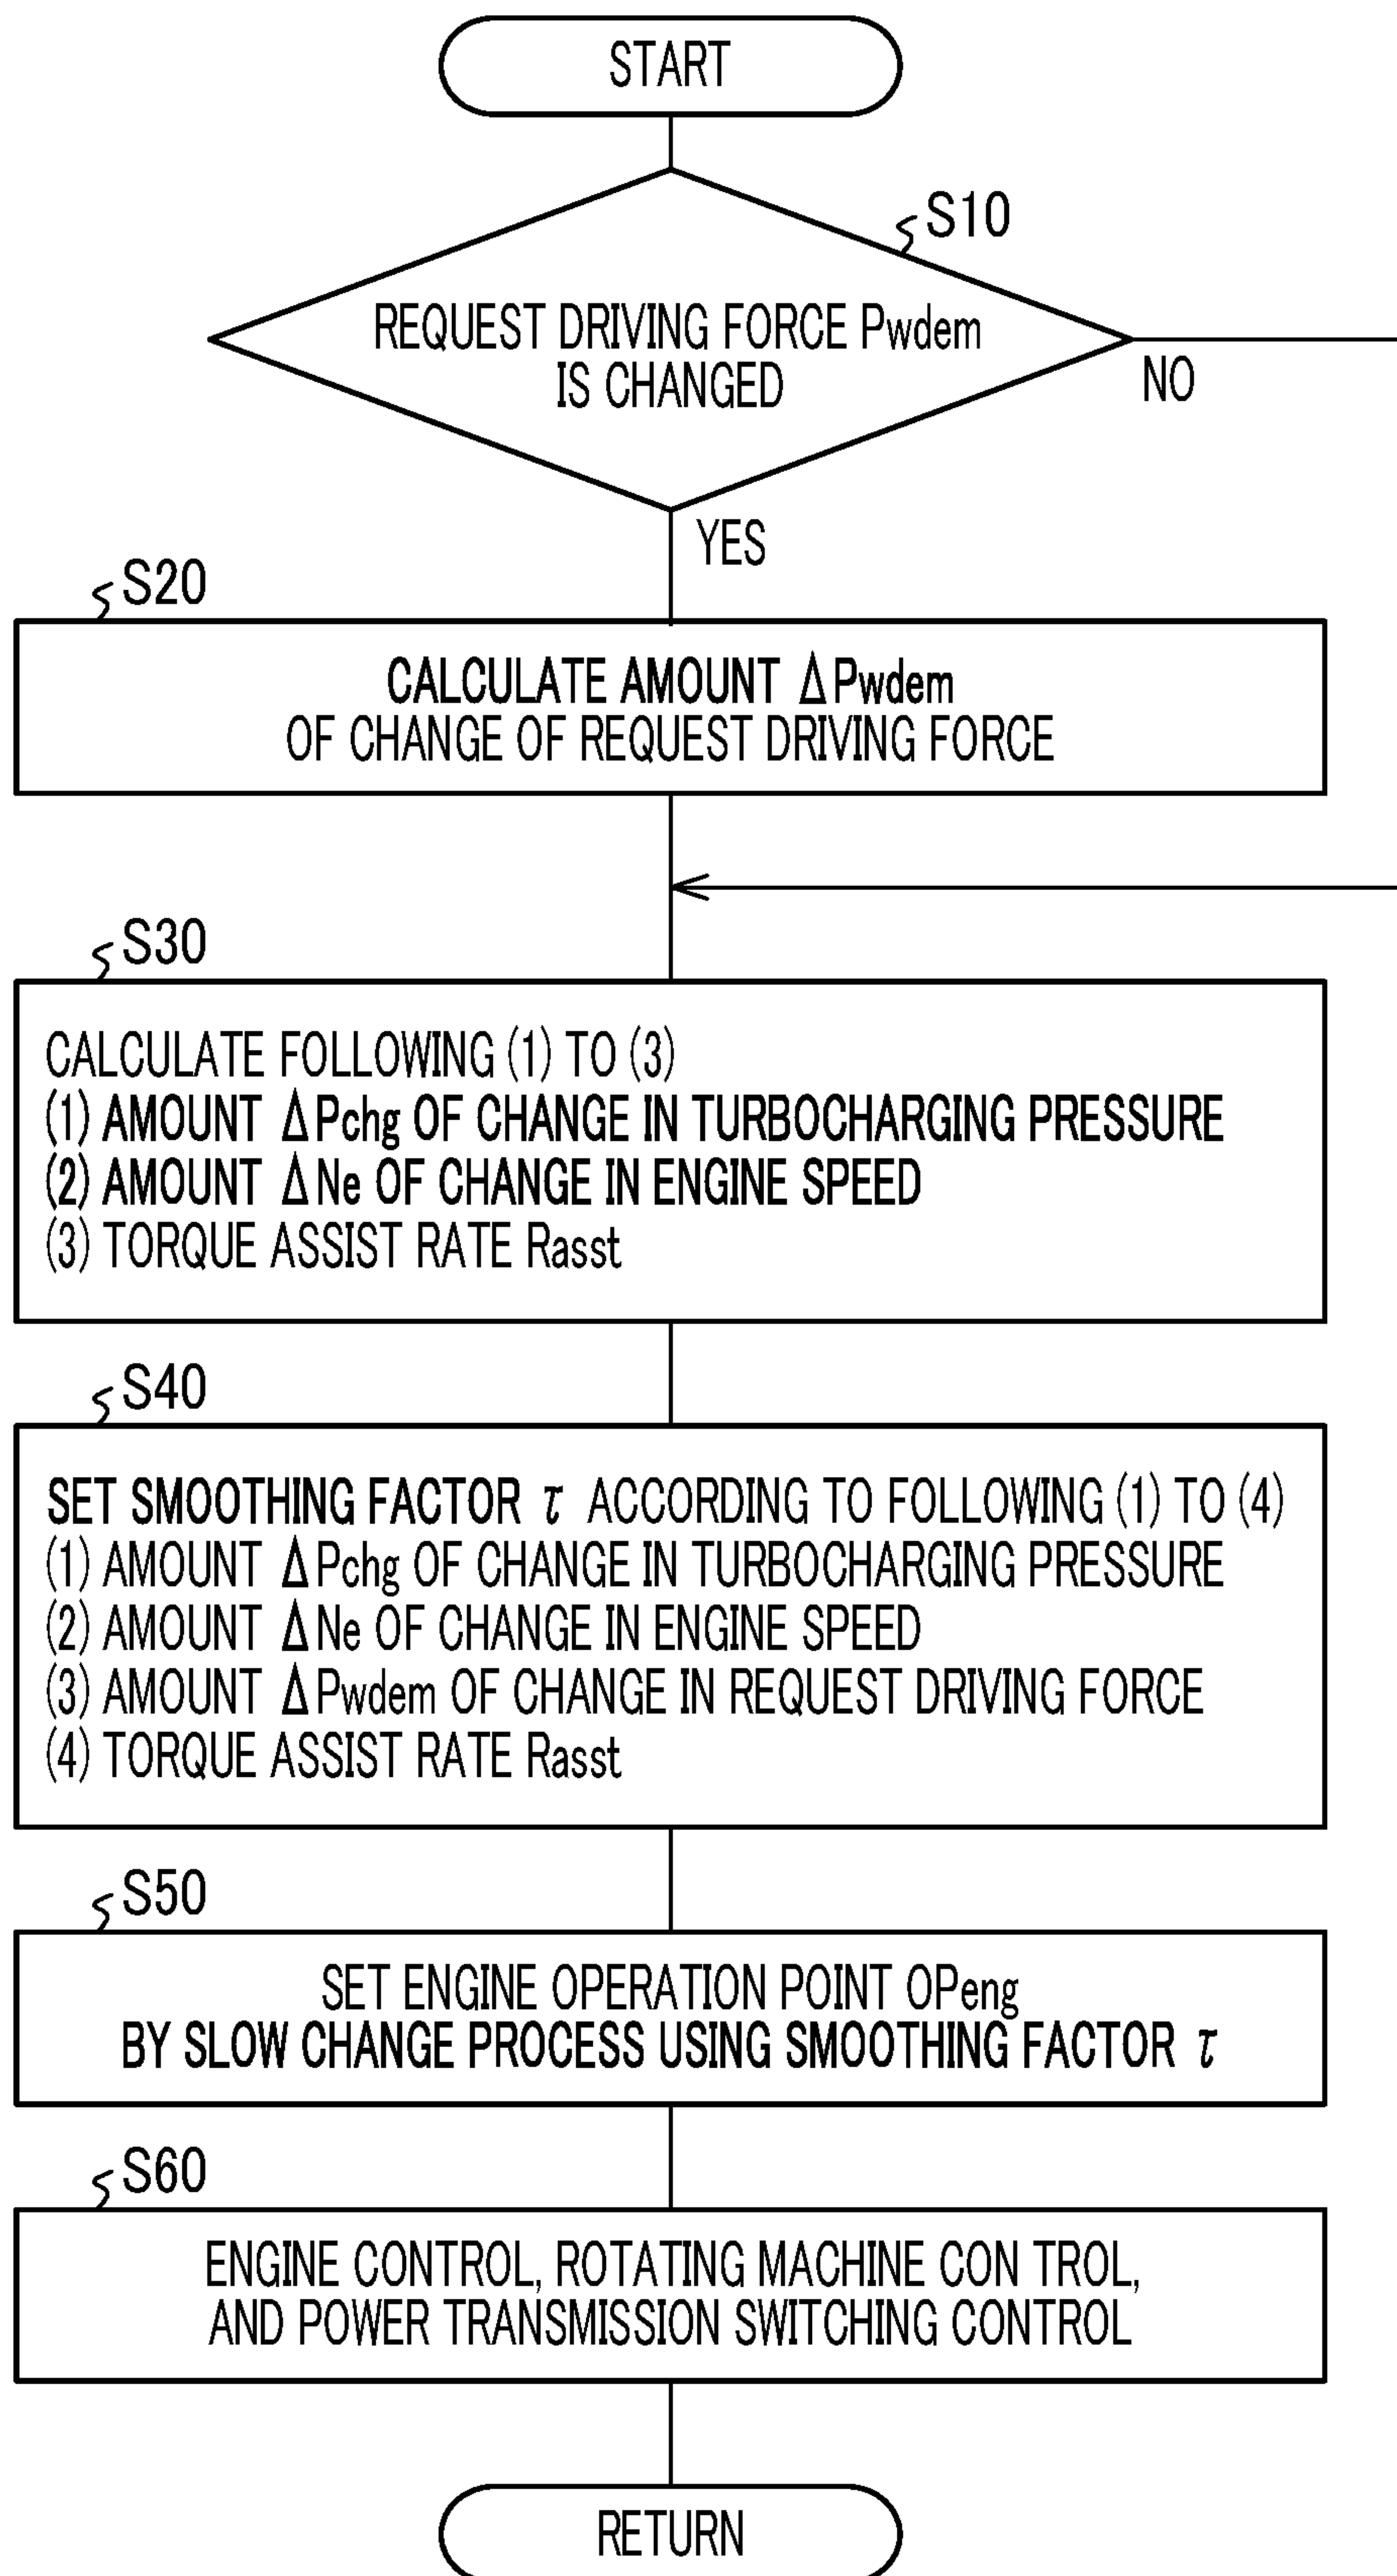 START
S10
REQUEST DRIVING FORCE Pwdem
IS CHANGED
NO
YES
S20
CALCULATE AMOUNT ΔPwdem
OF CHANGE OF REQUEST DRIVING FORCE
S30
CALCULATE FOLLOWING (1) TO (3)
(1) AMOUNT ΔPchg OF CHANGE IN TURBOCHARGING PRESSURE
(2) AMOUNT ΔNe OF CHANGE IN ENGINE SPEED
(3) TORQUE ASSIST RATE Rasst
S40
SET SMOOTHING FACTOR τ ACCORDING TO FOLLOWING (1) TO (4)
(1) AMOUNT ΔPchg OF CHANGE IN TURBOCHARGING PRESSURE
(2) AMOUNT ΔNe OF CHANGE IN ENGINE SPEED
(3) AMOUNT ΔPwdem OF CHANGE IN REQUEST DRIVING FORCE
(4) TORQUE ASSIST RATE Rasst
S50
SET ENGINE OPERATION POINT OPeng
BY SLOW CHANGE PROCESS USING SMOOTHING FACTOR τ
S60
ENGINE CONTROL, ROTATING MACHINE CON TROL,
AND POWER TRANSMISSION SWITCHING CONTROL
RETURN